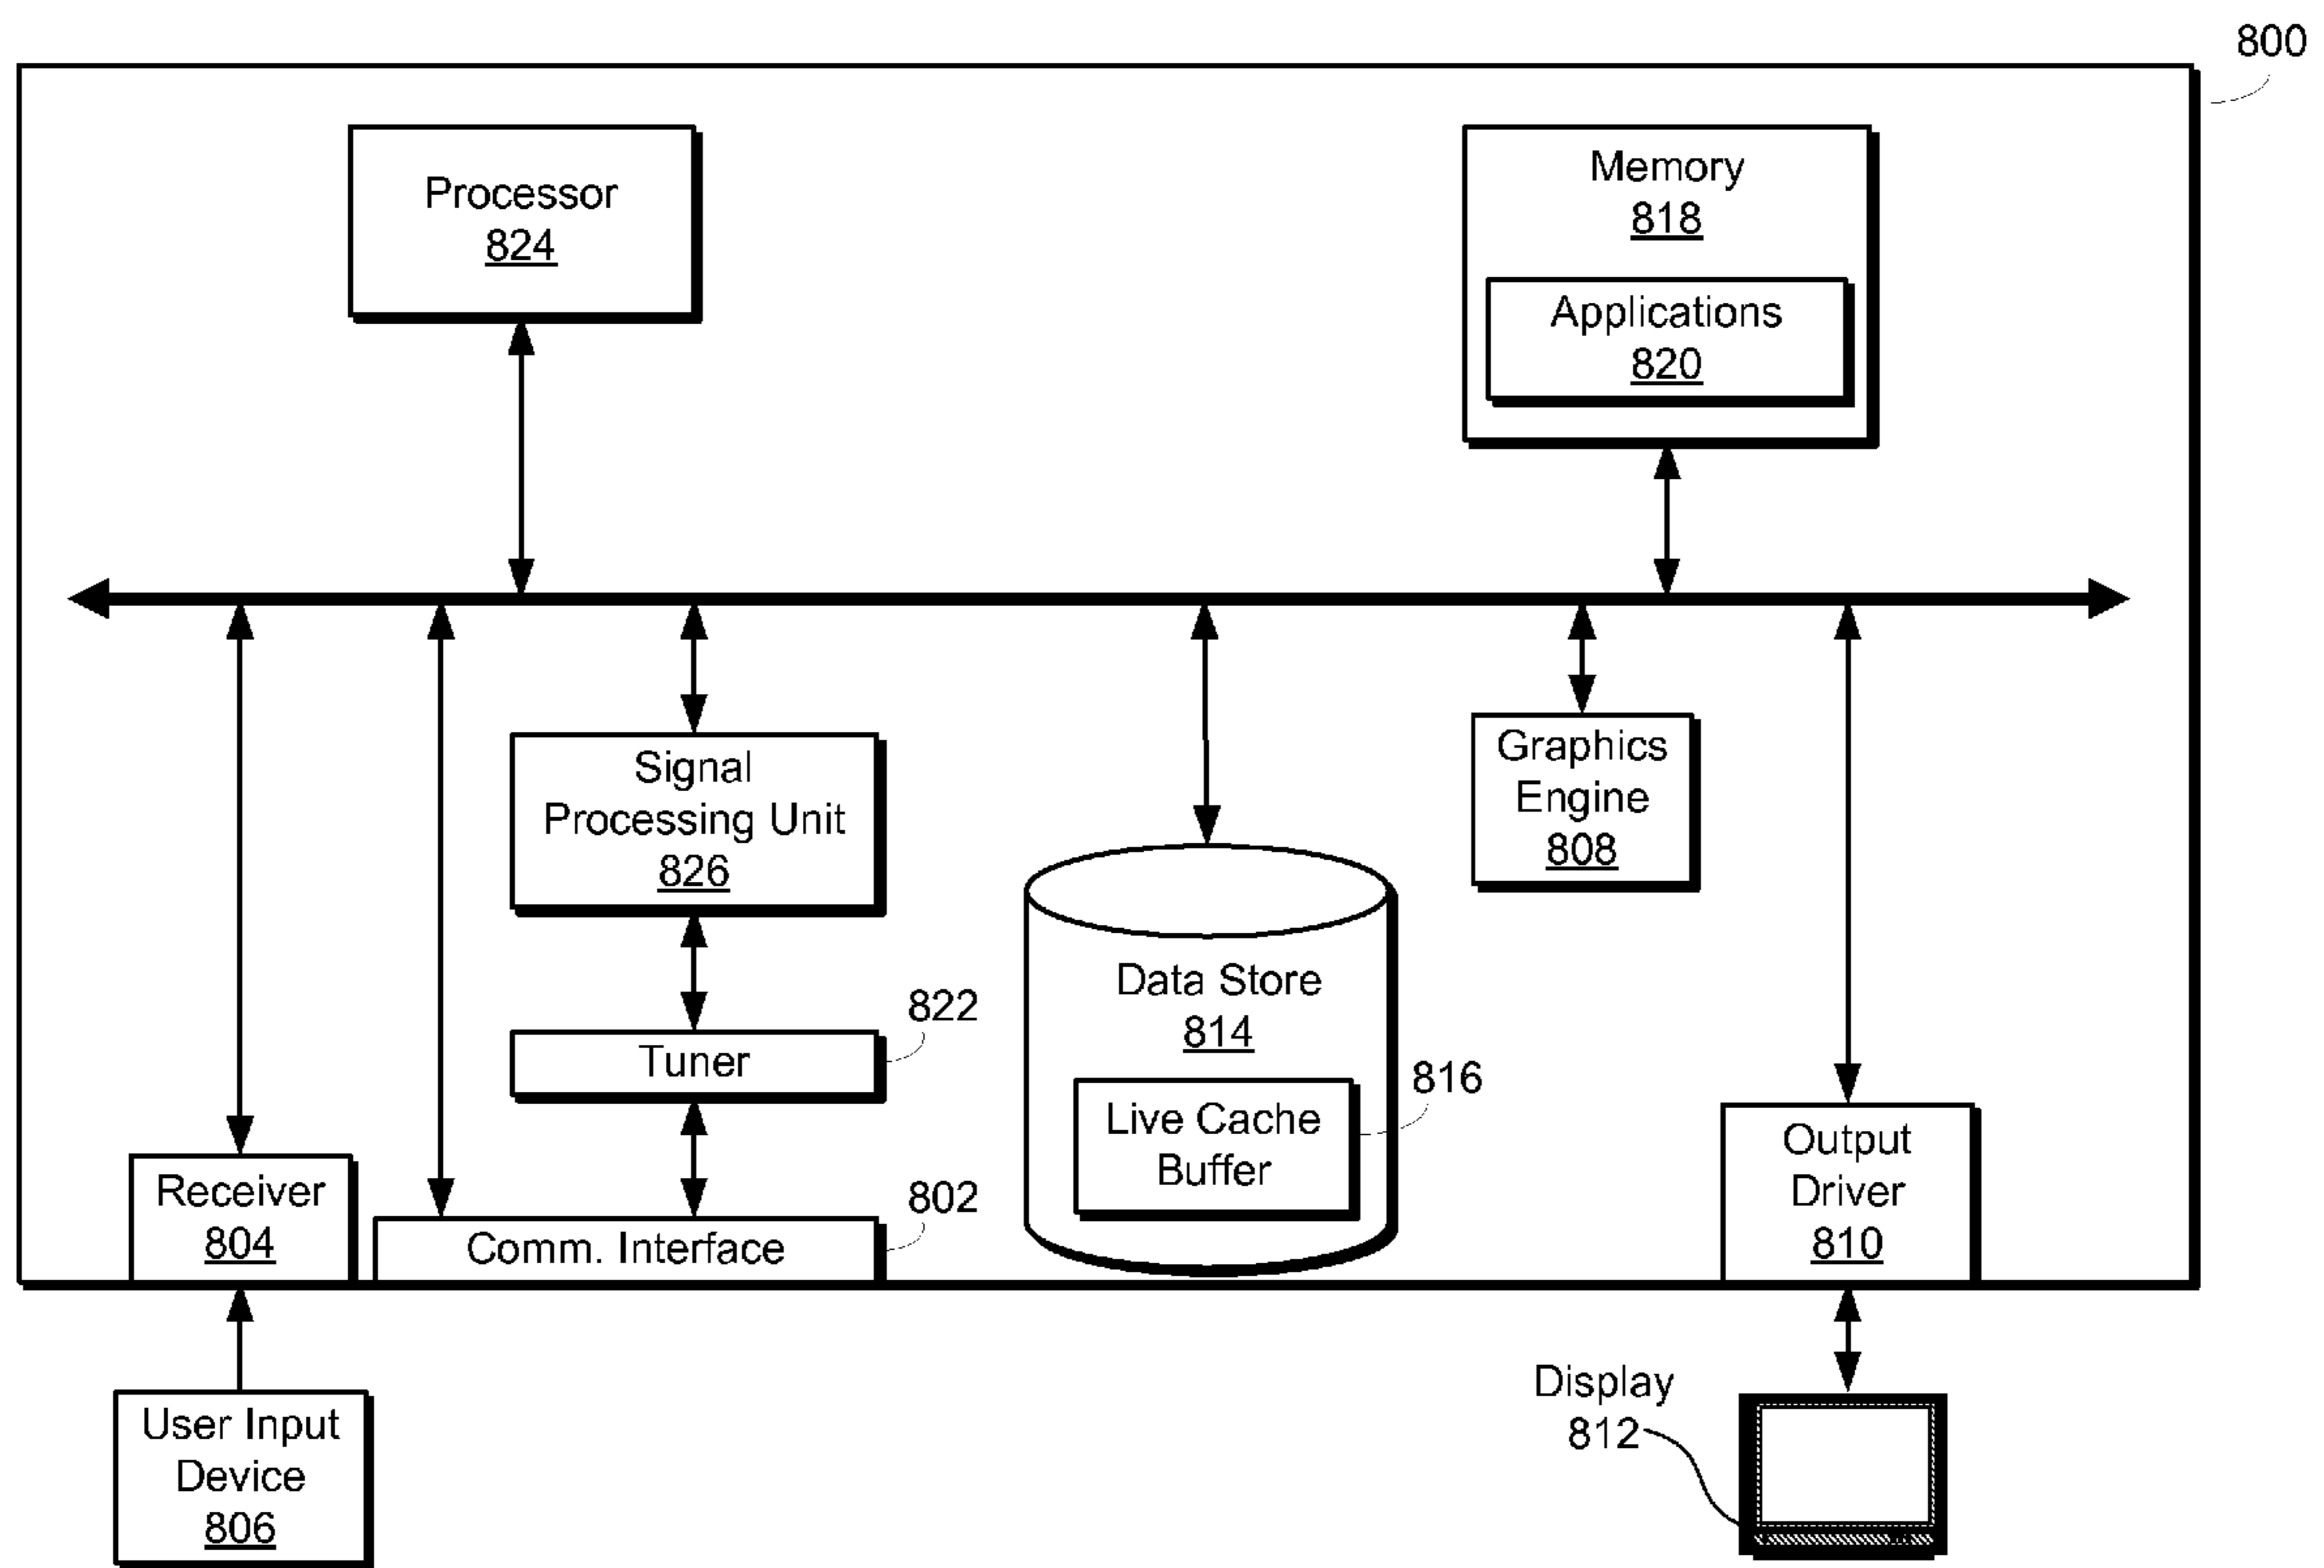 800
Processor
824
Memory
818
Applications
820
Signal
Processing Unit
826
Graphics
Engine
808
Data Store
814
822
Tuner
816
Live Cache
Buffer
Output
Driver
810
Receiver
804
802
Comm. Interface
User Input
Device
806
Display
812